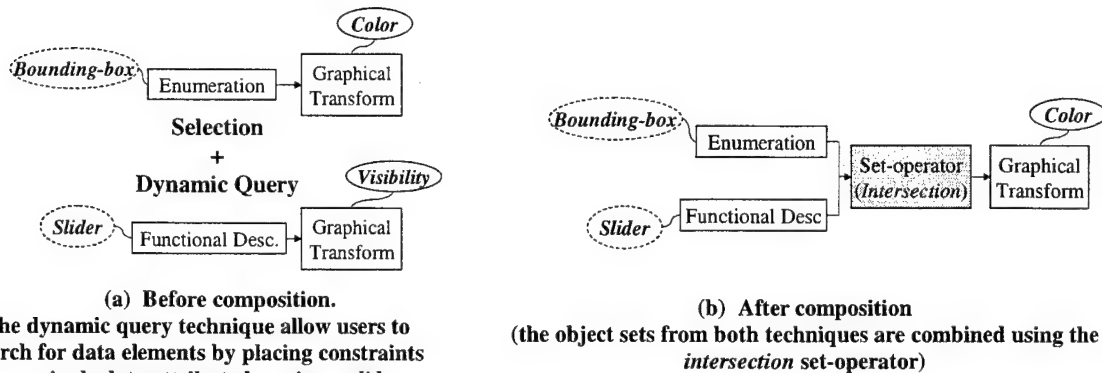 Color
Bounding-box
Enumeration
Graphical
Transform
Selection
+
Dynamic Query
Visibility
Slider
Functional Desc.
Graphical
Transform
(a) Before composition.
he dynamic query technique allow users to
rch for data elements by placing constraints
Bounding-box
Enumeration
Color
Set-operator
(Intersection)
Graphical
Transform
Slider
Functional Desc
(b) After composition
(the object sets from both techniques are combined using the
intersection set-operator)